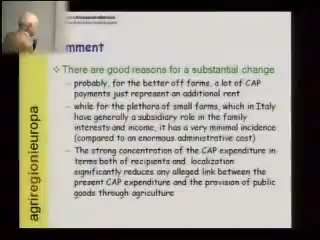 mment
There are good reasons for a substantial change
– probably, for the better off farms, a lot of CAP
payments just represent an additional rent
– while for the plethora of small farms, which in Italy
have generally a subsidiary role in the family
interests and income, it has a very minimal incidence
(compared to an enormous administrative cost)
– The strong concentration of the CAP expenditure in
terms both of recipients and localization
significantly reduces any alleged link between the
present CAP expenditure and the provision of public
goods through agriculture
agriregionieuropa